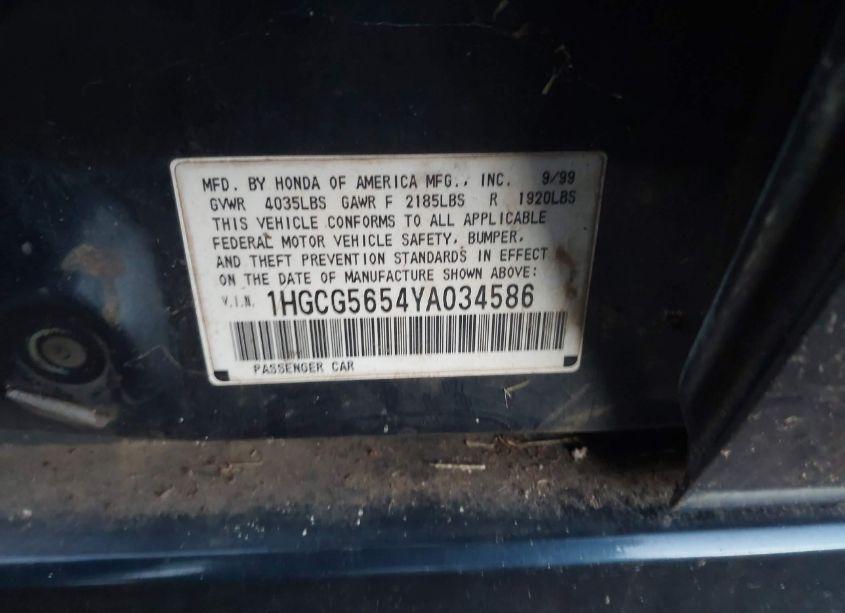 MFD. BY HONDA OF AMERICA MFG., INC. 9/99
GVWR 4035LBS GAWR F 2185LBS R 1920LBS
THIS VEHICLE CONFORMS TO ALL APPLICABLE
FEDERAL MOTOR VEHICLE SAFETY, BUMPER,
AND THEFT PREVENTION STANDARDS IN EFFECT
ON THE DATE OF MANUFACTURE SHOWN ABOVE:
V.I.N. 1HGCG5654YA034586
PASSENGER CAR